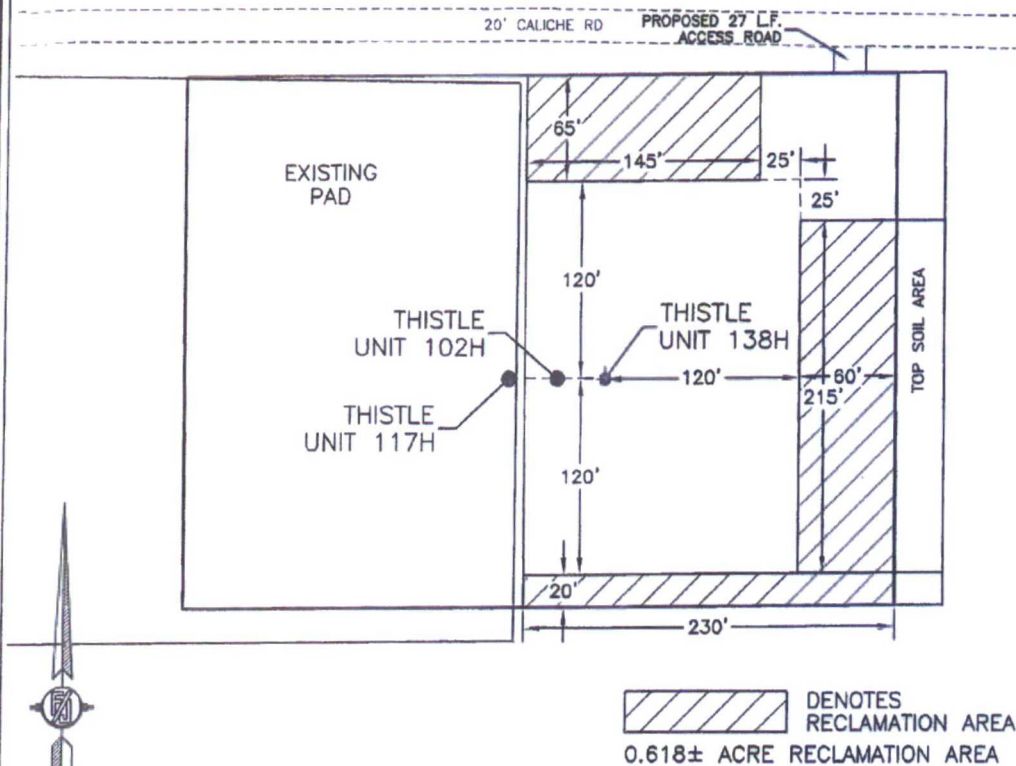 20' CALICHE RD
PROPOSED 27 L.F.
ACCESS ROAD
65'
145'
25'
25'
EXISTING
PAD
120'
THISTLE
UNIT 102H
THISTLE
UNIT 138H
120'
60'
215'
TOP SOIL AREA
THISTLE
UNIT 117H
120'
20'
230'
DENOTES
RECLAMATION AREA
0.618± ACRE RECLAMATION AREA